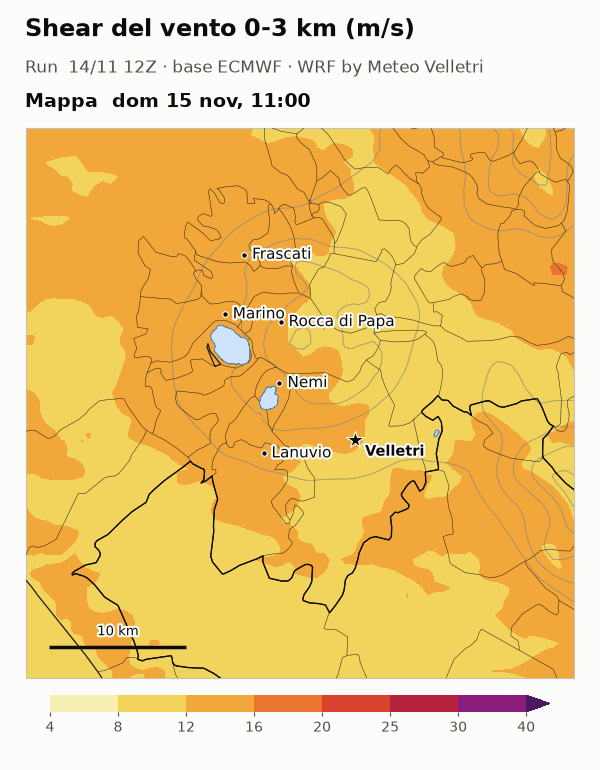 Shear del vento 0-3 km (m/s)
Run  14/11 12Z · base ECMWF · WRF by Meteo Velletri
Mappa  dom 15 nov, 11:00
Frascati
Marino
Rocca di Papa
Nemi
Velletri
Lanuvio
10 km
4 8 12 16 20 25 30 40